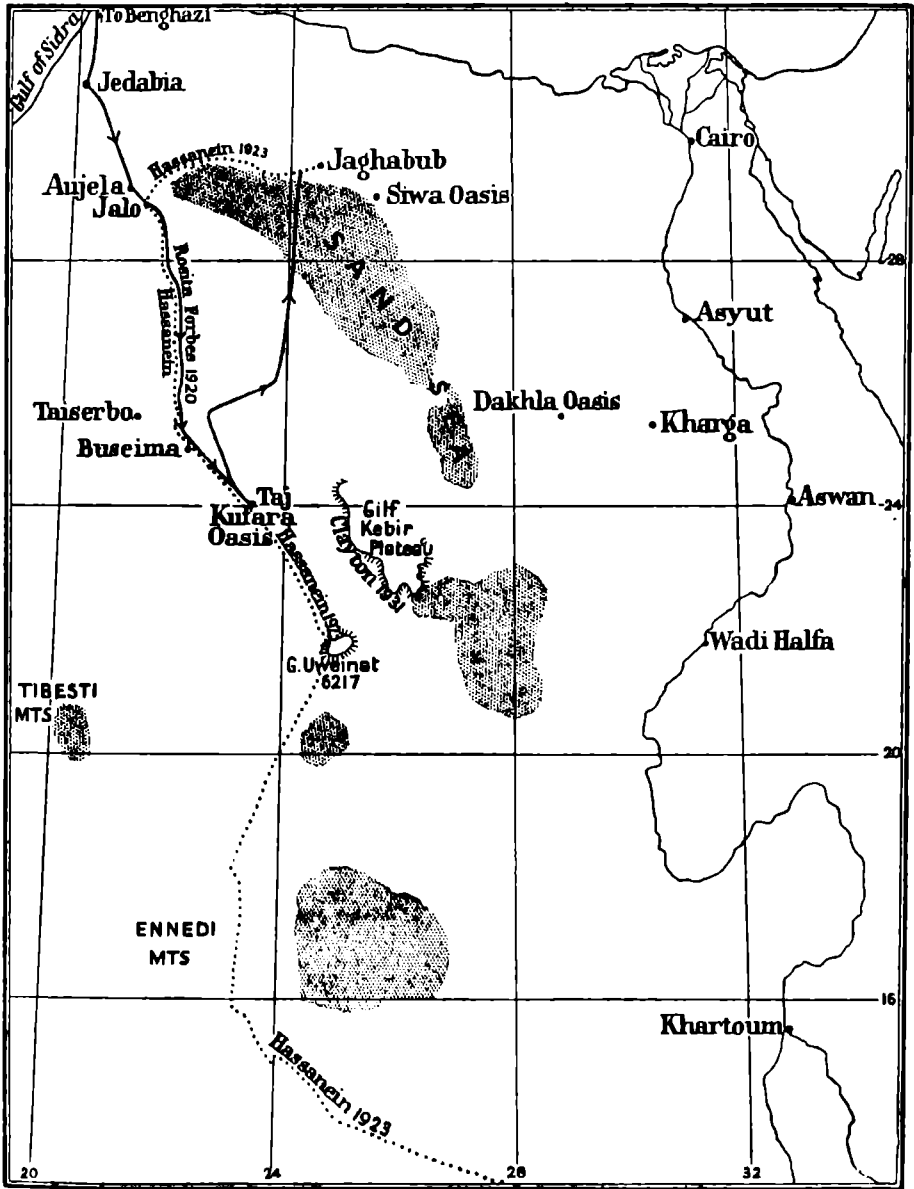 To Benghazi
Gulf of Sidra
Jedabia
Hassanein 1923
Jaghabub
Cairo
Aujela
Siwa Oasis
Jalo
SAND SEA
28
Rosita Forbes 1920
Hassanein
Asyut
Taiserbo
Dakhla Oasis
Kharga
Buseima
Taj
Kufara
Oasis
Gilf
Kebir
Plateau
Clayton 1931
24
Aswan
Hassanein 1923
G. Uweinat
6217
Wadi Halfa
TIBESTI
MTS
20
ENNEDI
MTS
16
Khartoum
Hassanein 1923
20
24
28
32